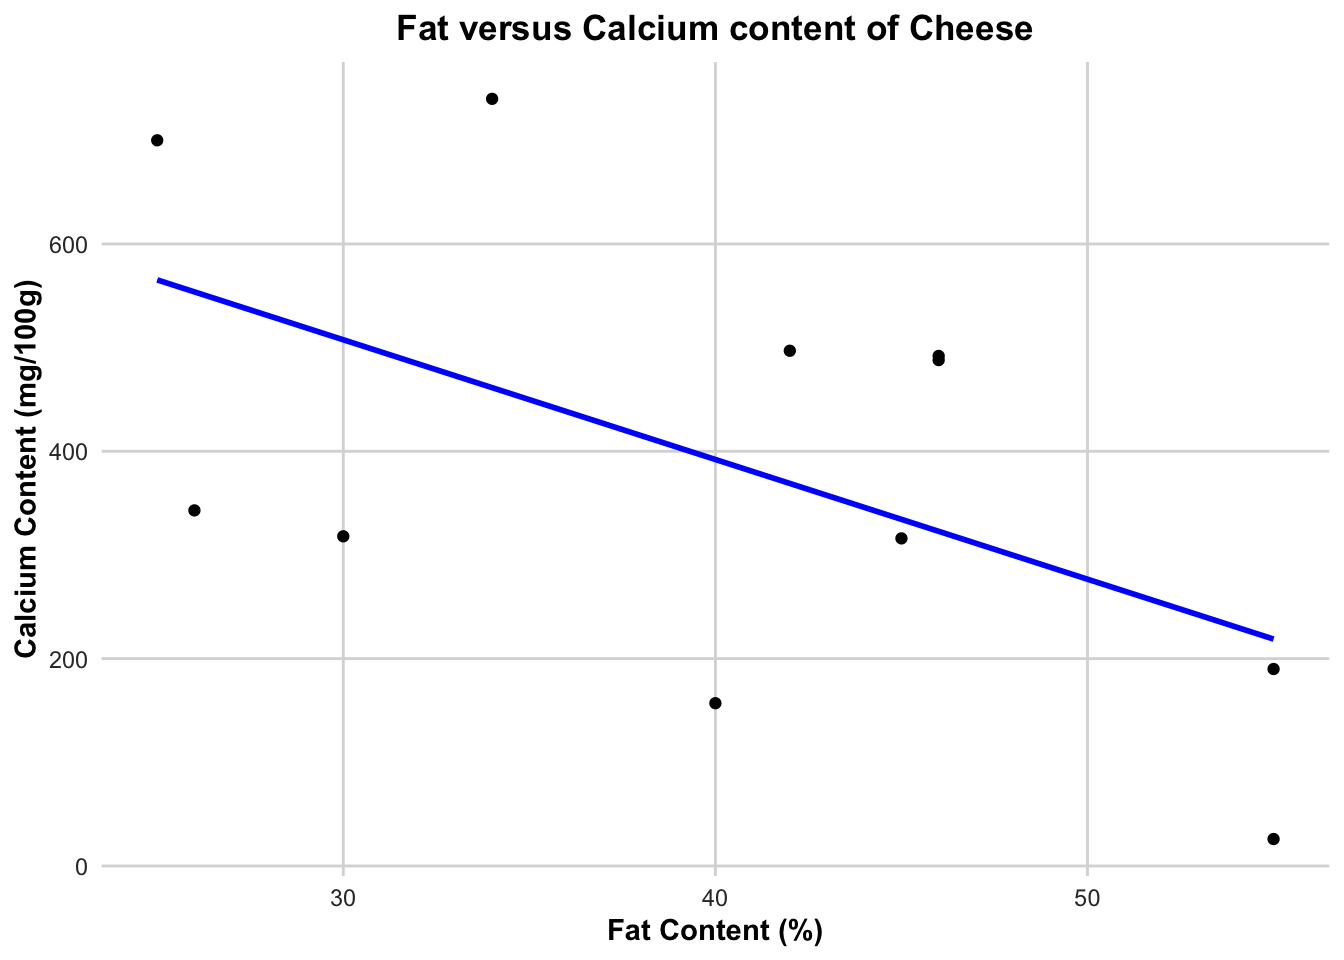 Fat versus Calcium content of Cheese
Calcium Content (mg/100g)
600
400
200
0
30 40 50
Fat Content (%)